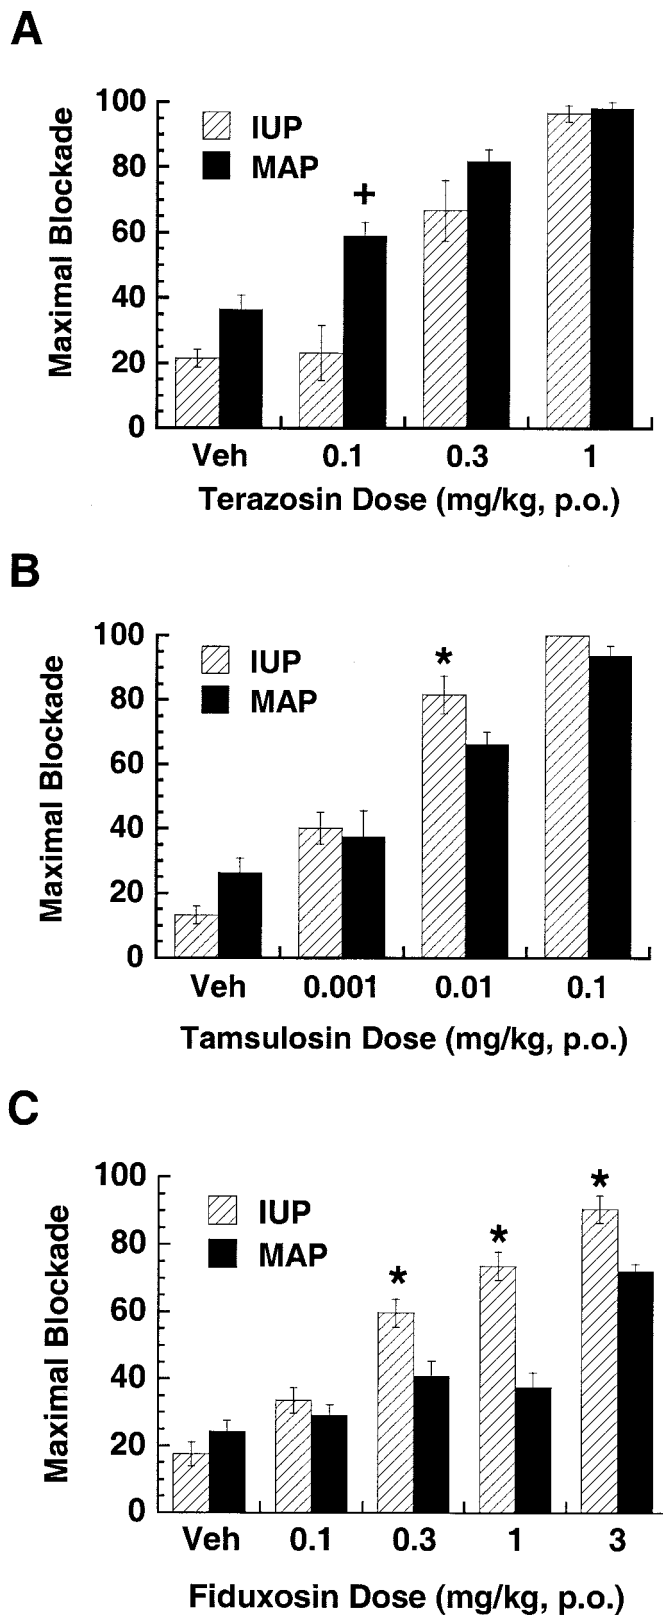 A
Maximal Blockade
100
80
60
40
20
0
IUP
MAP
+
Veh 0.1 0.3 1
Terazosin Dose (mg/kg, p.o.)
B
Maximal Blockade
100
80
60
40
20
0
IUP
MAP
*
Veh 0.001 0.01 0.1
Tamsulosin Dose (mg/kg, p.o.)
C
Maximal Blockade
100
80
60
40
20
0
IUP
MAP
* * *
Veh 0.1 0.3 1 3
Fiduxosin Dose (mg/kg, p.o.)